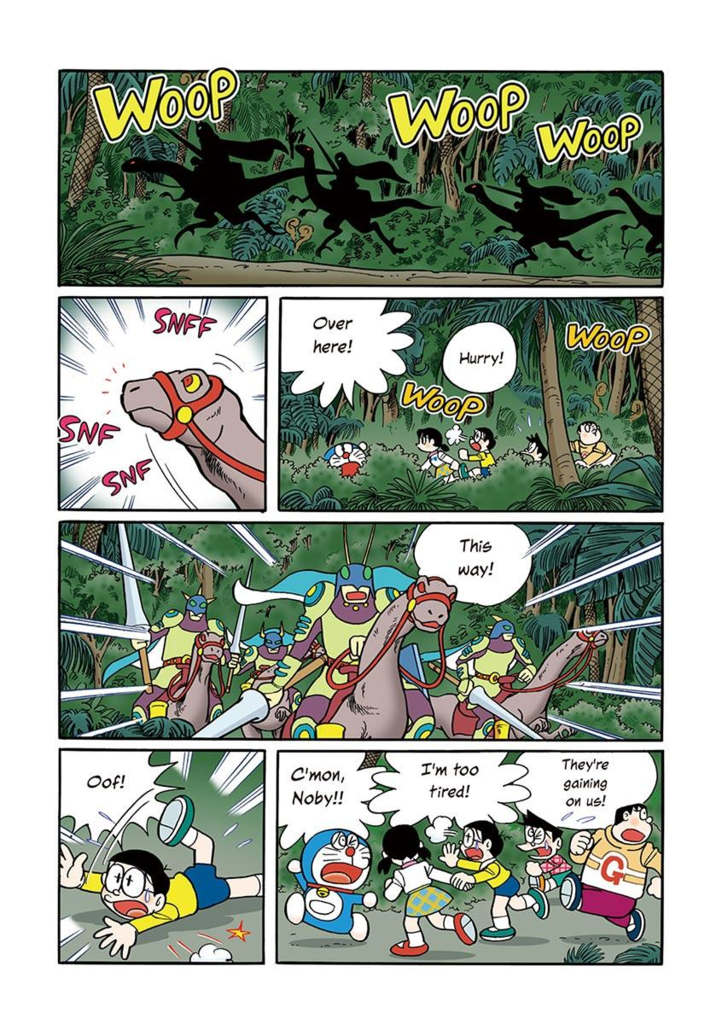 WOOP
WOOP
WOOP
SNFF
SNF
SNF
Over
here!
Hurry!
WOOP
WOOP
This
way!
Oof!
C'mon,
Noby!!
I'm too
tired!
They're
gaining
on us!
G